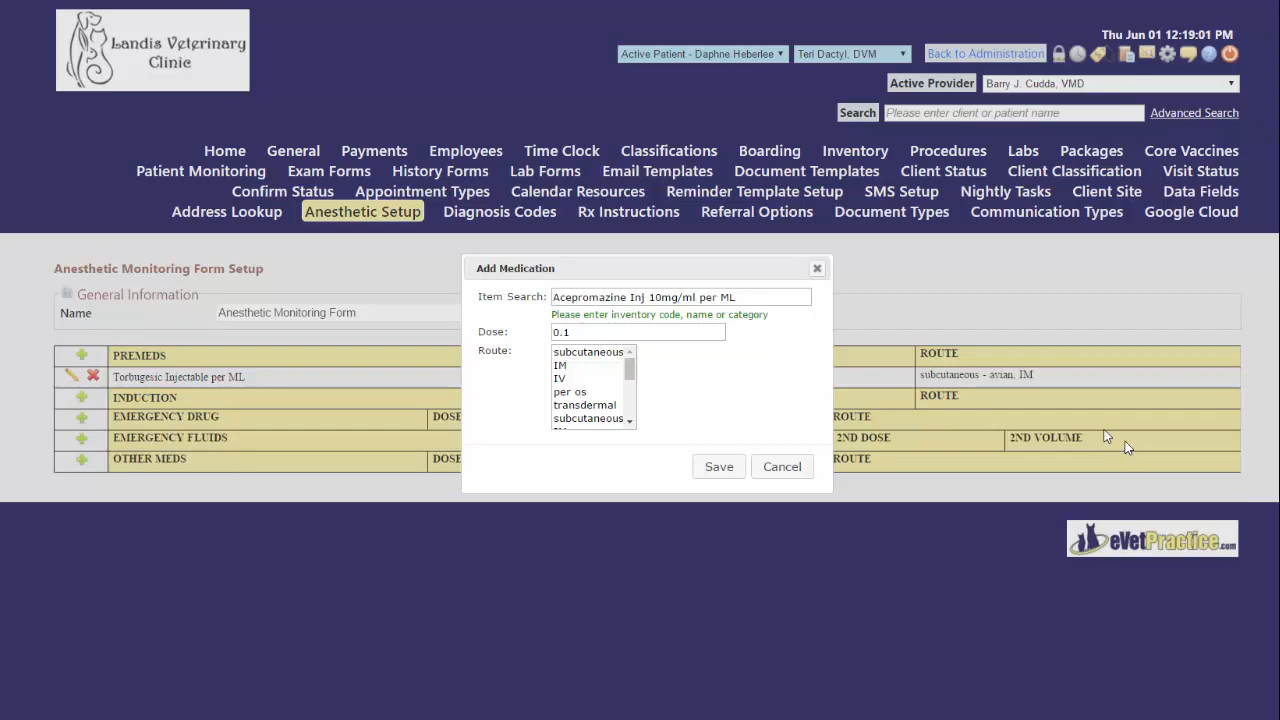 Landis Veterinary
Clinic
Thu Jun 01 12:19:01 PM
Active Patient - Daphne Heberlee
Teri Dactyl, DVM
Back to Administration
Active Provider
Barry J. Cudda, VMD
Search
Please enter client or patient name
Advanced Search
Home General Payments Employees Time Clock Classifications Boarding Inventory Procedures Labs Packages Core Vaccines
Patient Monitoring Exam Forms History Forms Lab Forms Email Templates Document Templates Client Status Client Classification Visit Status
Confirm Status Appointment Types Calendar Resources Reminder Template Setup SMS Setup Nightly Tasks Client Site Data Fields
Address Lookup Anesthetic Setup Diagnosis Codes Rx Instructions Referral Options Document Types Communication Types Google Cloud
Anesthetic Monitoring Form Setup
General Information
Name Anesthetic Monitoring Form
PREMEDS ROUTE
Torbugesic Injectable per ML subcutaneous - avian, IM
INDUCTION ROUTE
EMERGENCY DRUG DOSE ROUTE
EMERGENCY FLUIDS 2ND DOSE 2ND VOLUME
OTHER MEDS DOSE ROUTE
Add Medication
Item Search: Acepromazine Inj 10mg/ml per ML
Please enter inventory code, name or category
Dose: 0.1
Route: subcutaneous
IM
IV
per os
transdermal
subcutaneous
Save Cancel
eVetPractice.com